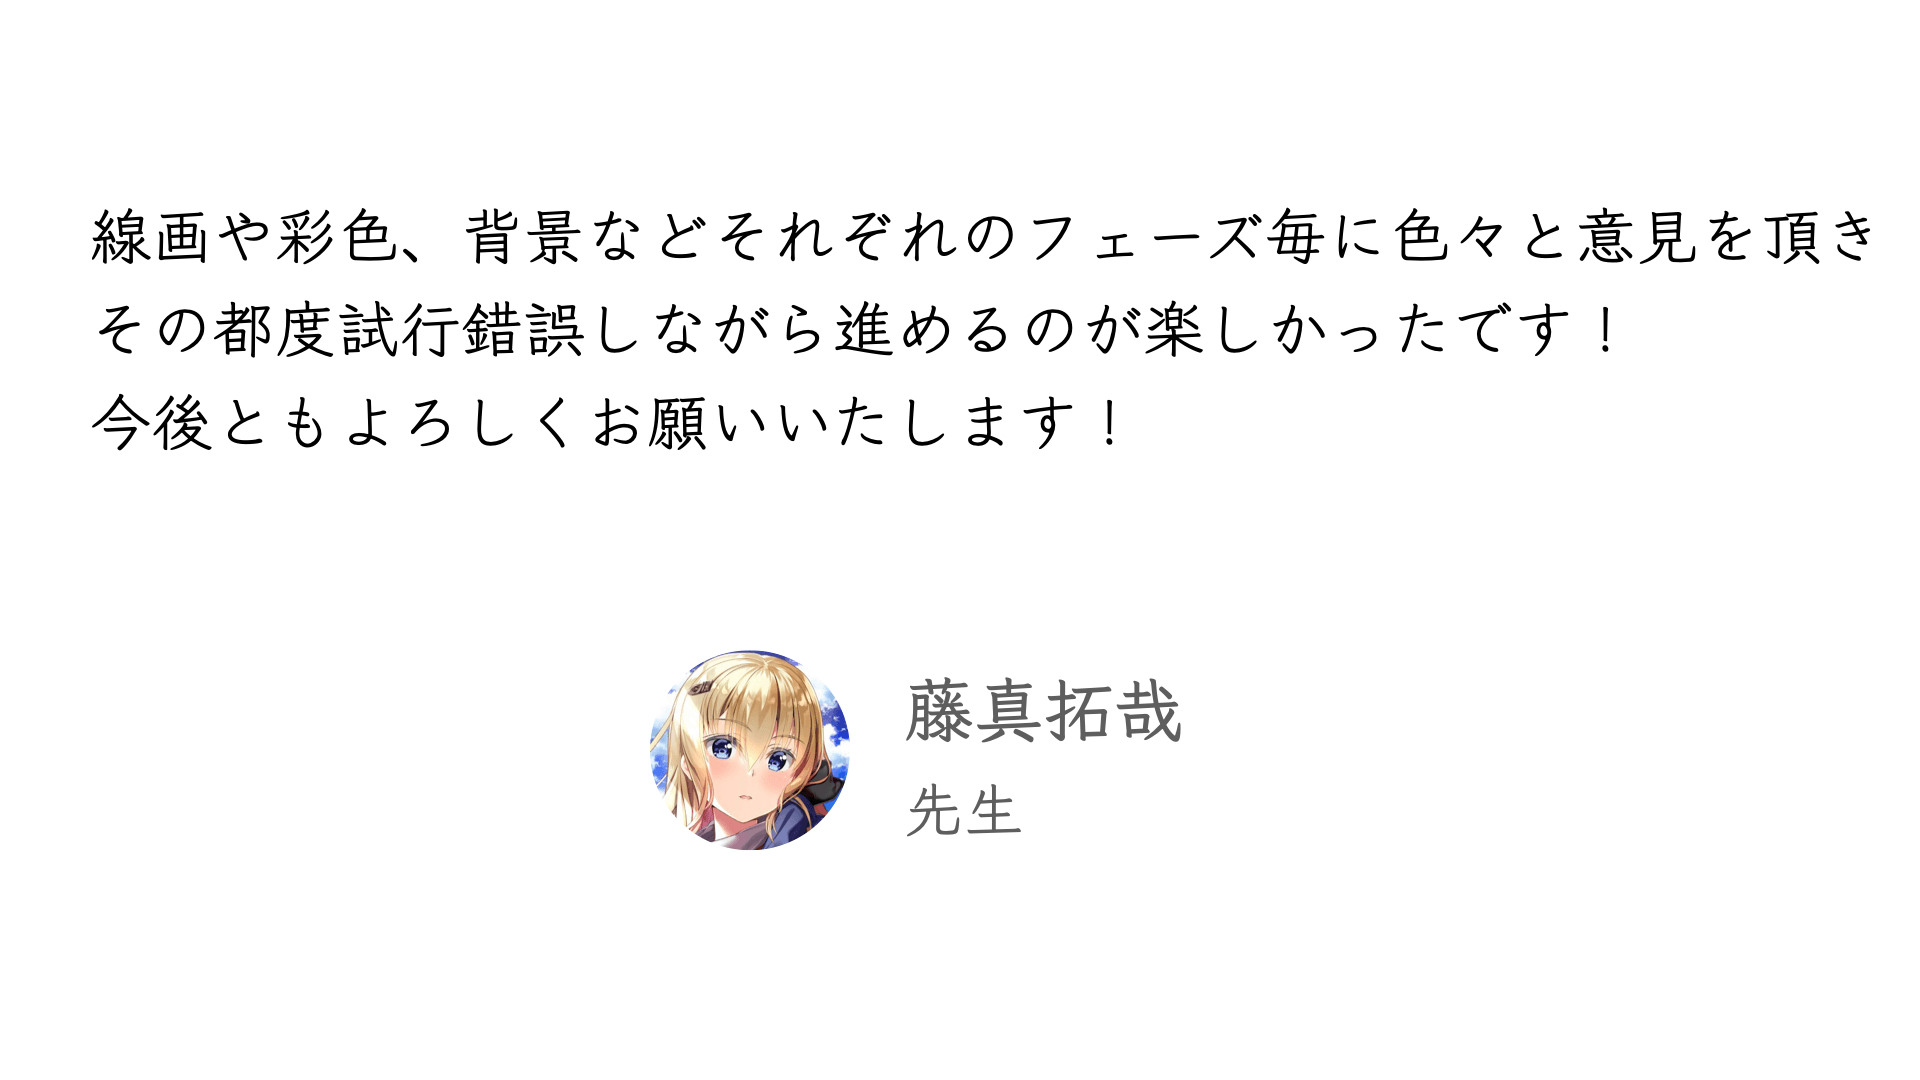 線画や彩色、背景などそれぞれのフェーズ毎に色々と意見を頂き
その都度試行錯誤しながら進めるのが楽しかったです！
今後ともよろしくお願いいたします！
藤真拓哉
先生